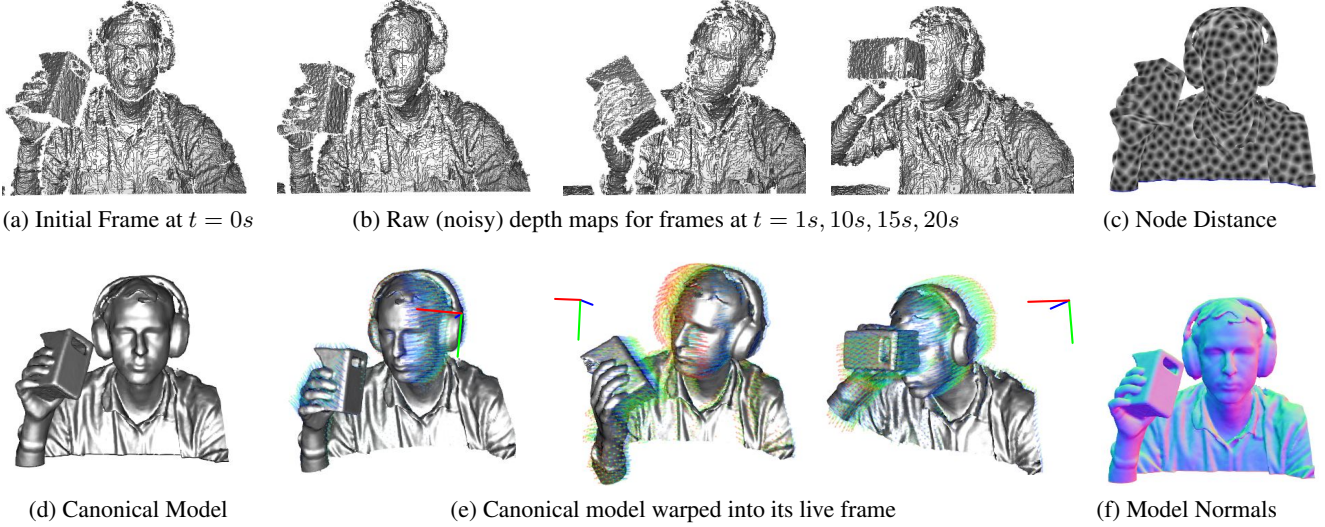 (a) Initial Frame at t = 0s
(b) Raw (noisy) depth maps for frames at t = 1s, 10s, 15s, 20s
(c) Node Distance
(d) Canonical Model
(e) Canonical model warped into its live frame
(f) Model Normals